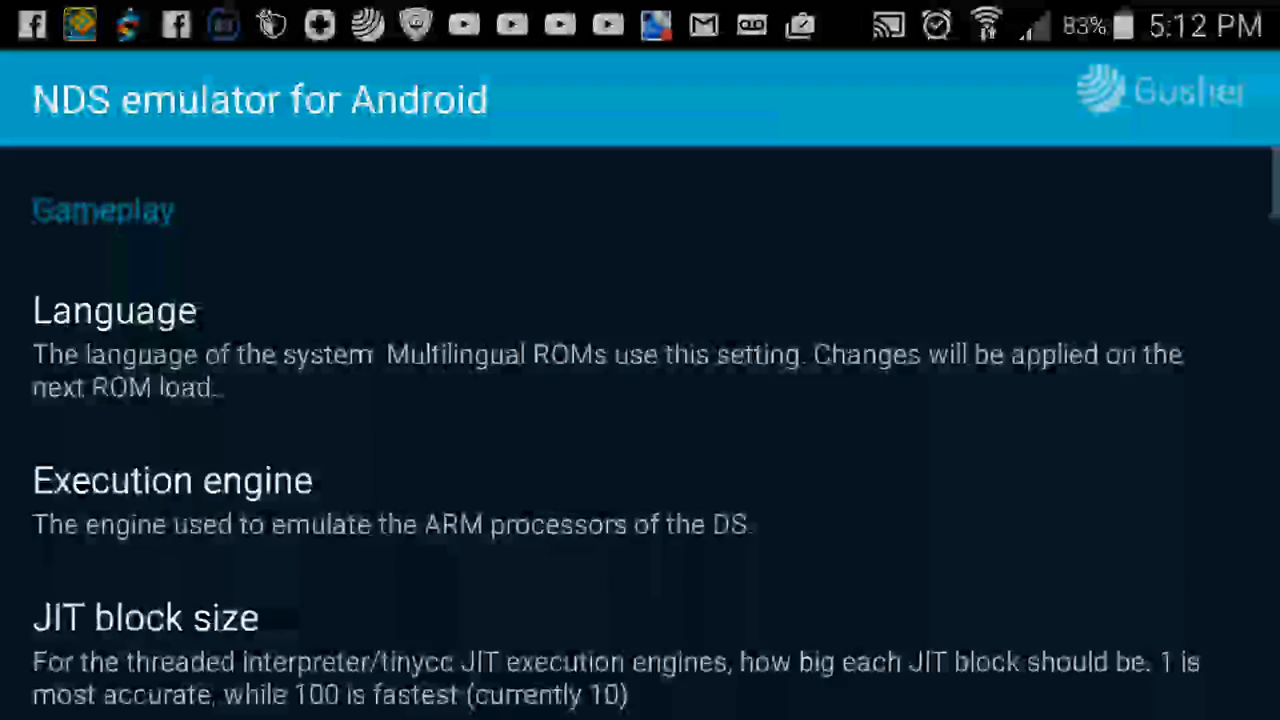 83% 5:12 PM
NDS emulator for Android
Gusher
Gameplay
Language
The language of the system. Multilingual ROMs use this setting. Changes will be applied on the
next ROM load.
Execution engine
The engine used to emulate the ARM processors of the DS.
JIT block size
For the threaded interpreter/tinycc JIT execution engines, how big each JIT block should be. 1 is
most accurate, while 100 is fastest (currently 10)